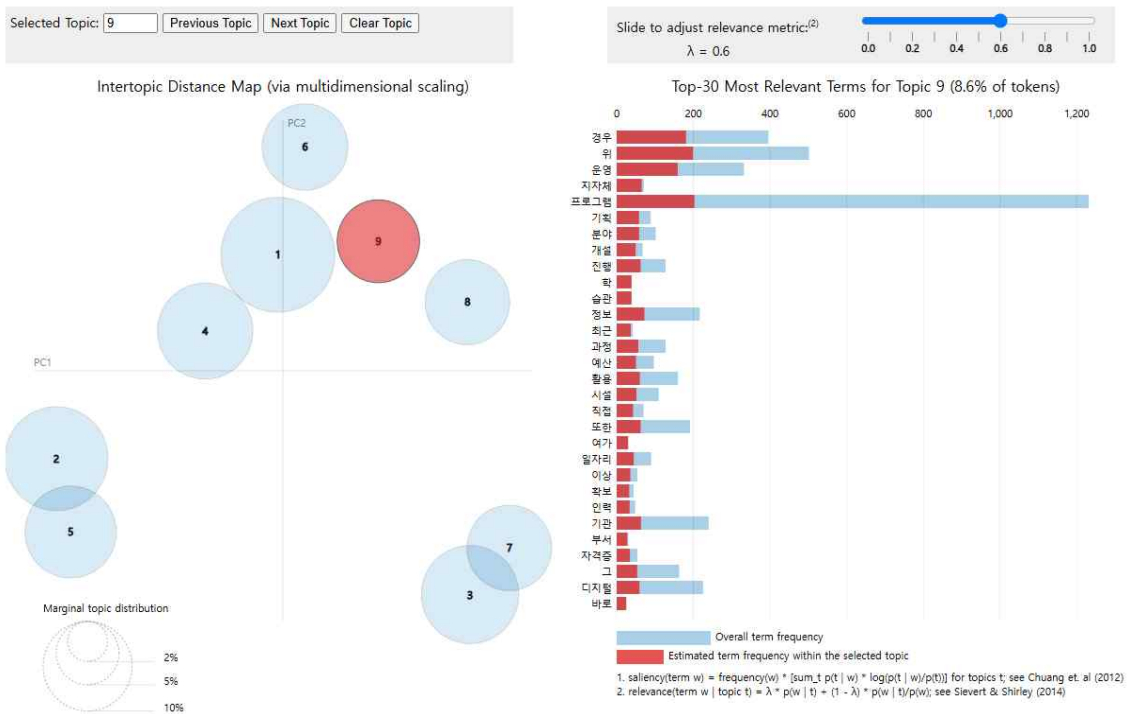 Selected Topic: 9 Previous Topic Next Topic Clear Topic
Slide to adjust relevance metric:(2)
λ = 0.6
0.0 0.2 0.4 0.6 0.8 1.0
Intertopic Distance Map (via multidimensional scaling)
PC2
PC1
6
1
9
8
4
2
5
7
3
Marginal topic distribution
2%
5%
10%
Top-30 Most Relevant Terms for Topic 9 (8.6% of tokens)
0 200 400 600 800 1,000 1,200
경우
위
운영
지자체
프로그램
기획
분야
개설
진행
학
습관
정보
최근
과정
예산
활용
시설
직접
또한
여가
일자리
이상
확보
인력
기관
부서
자격증
그
디지털
바로
Overall term frequency
Estimated term frequency within the selected topic
1. saliency(term w) = frequency(w) * [sum_t p(t | w) * log(p(t | w)/p(t))] for topics t; see Chuang et. al (2012)
2. relevance(term w | topic t) = λ * p(w | t) + (1 - λ) * p(w | t)/p(w); see Sievert & Shirley (2014)